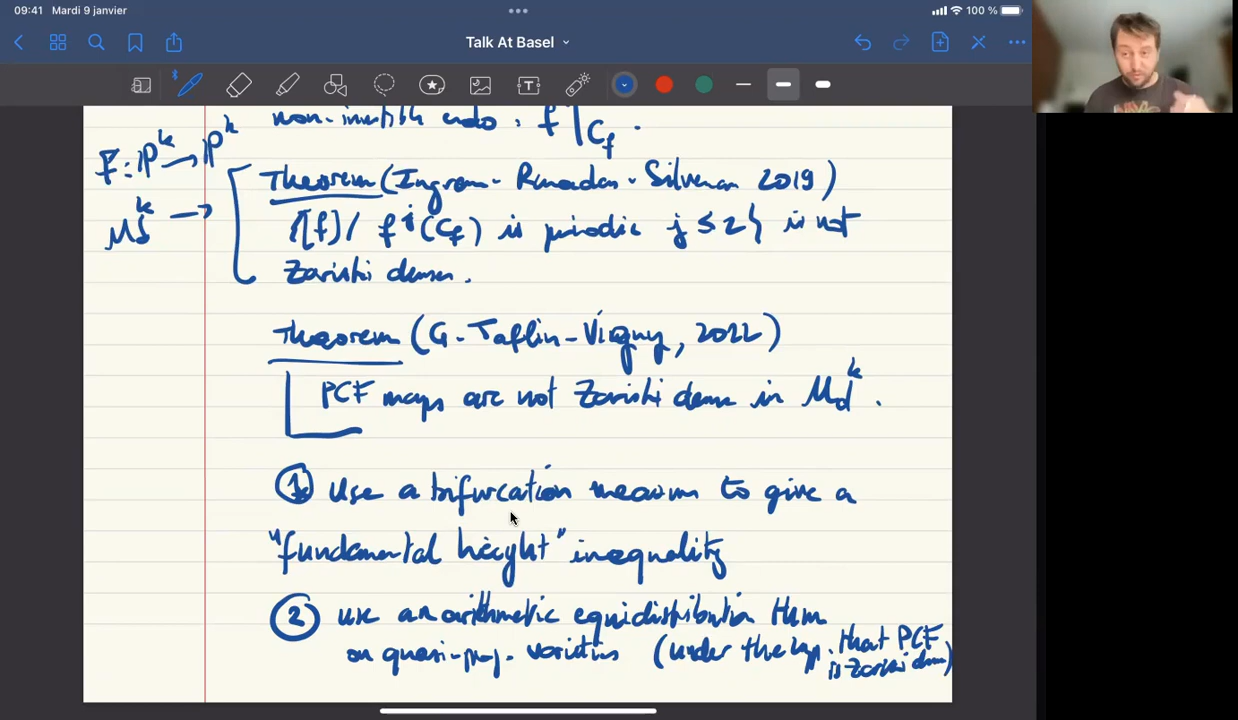 09:41 Mardi 9 janvier
100 %
Talk At Basel
non-invertible endo. f|C_f .
F: P^k → P^k
Theorem (Ingram - Ramadas - Silverman 2019)
M_d^k →
{[f] / f^j(C_f) is periodic j ≤ 2} is not
Zariski dense.
Theorem (G - Taflin - Vigny, 2022)
PCF maps are not Zariski dense in M_d^k .
① Use a bifurcation measure to give a
"fundamental height" inequality
② use an arithmetic equidistribution thm
on quasi-proj. varieties (under the hyp. that PCF
is Zariski dense)